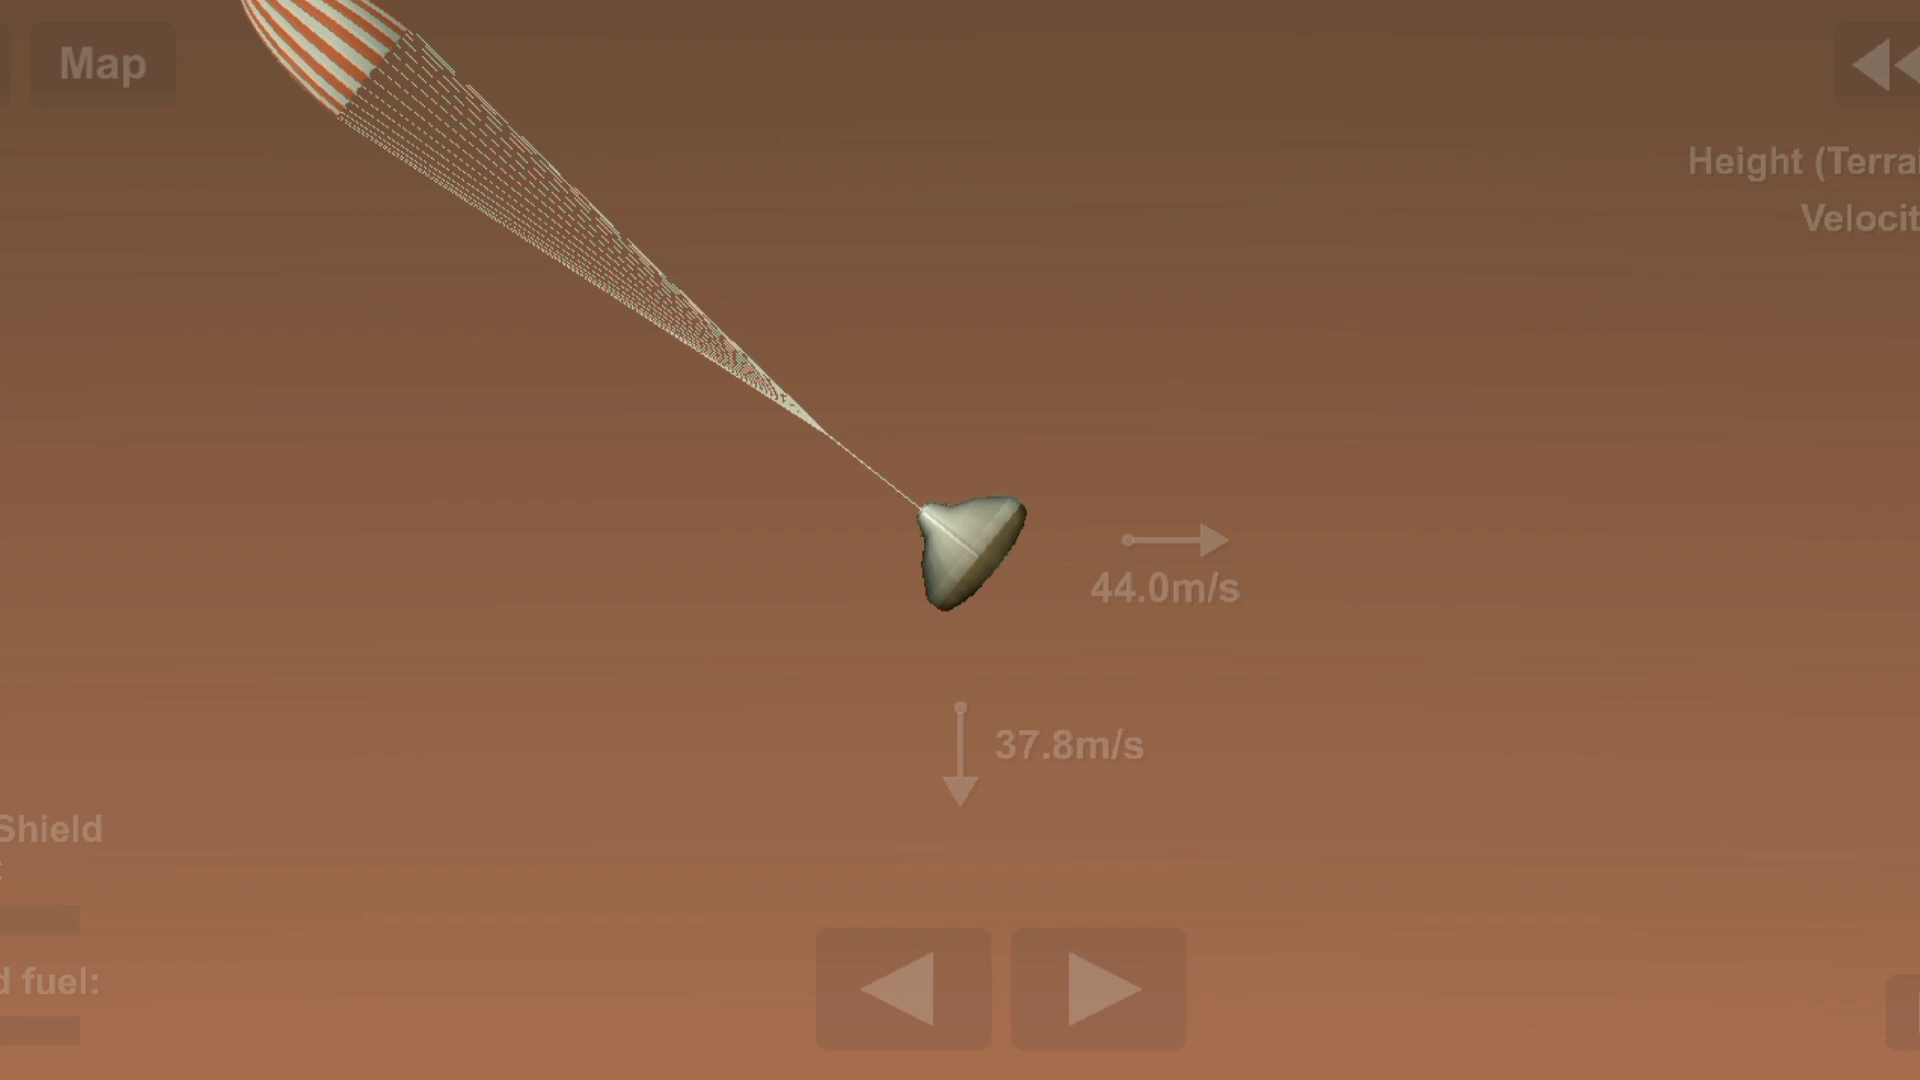 Map
Height (Terra
Velocit
44.0m/s
37.8m/s
Shield
d fuel: